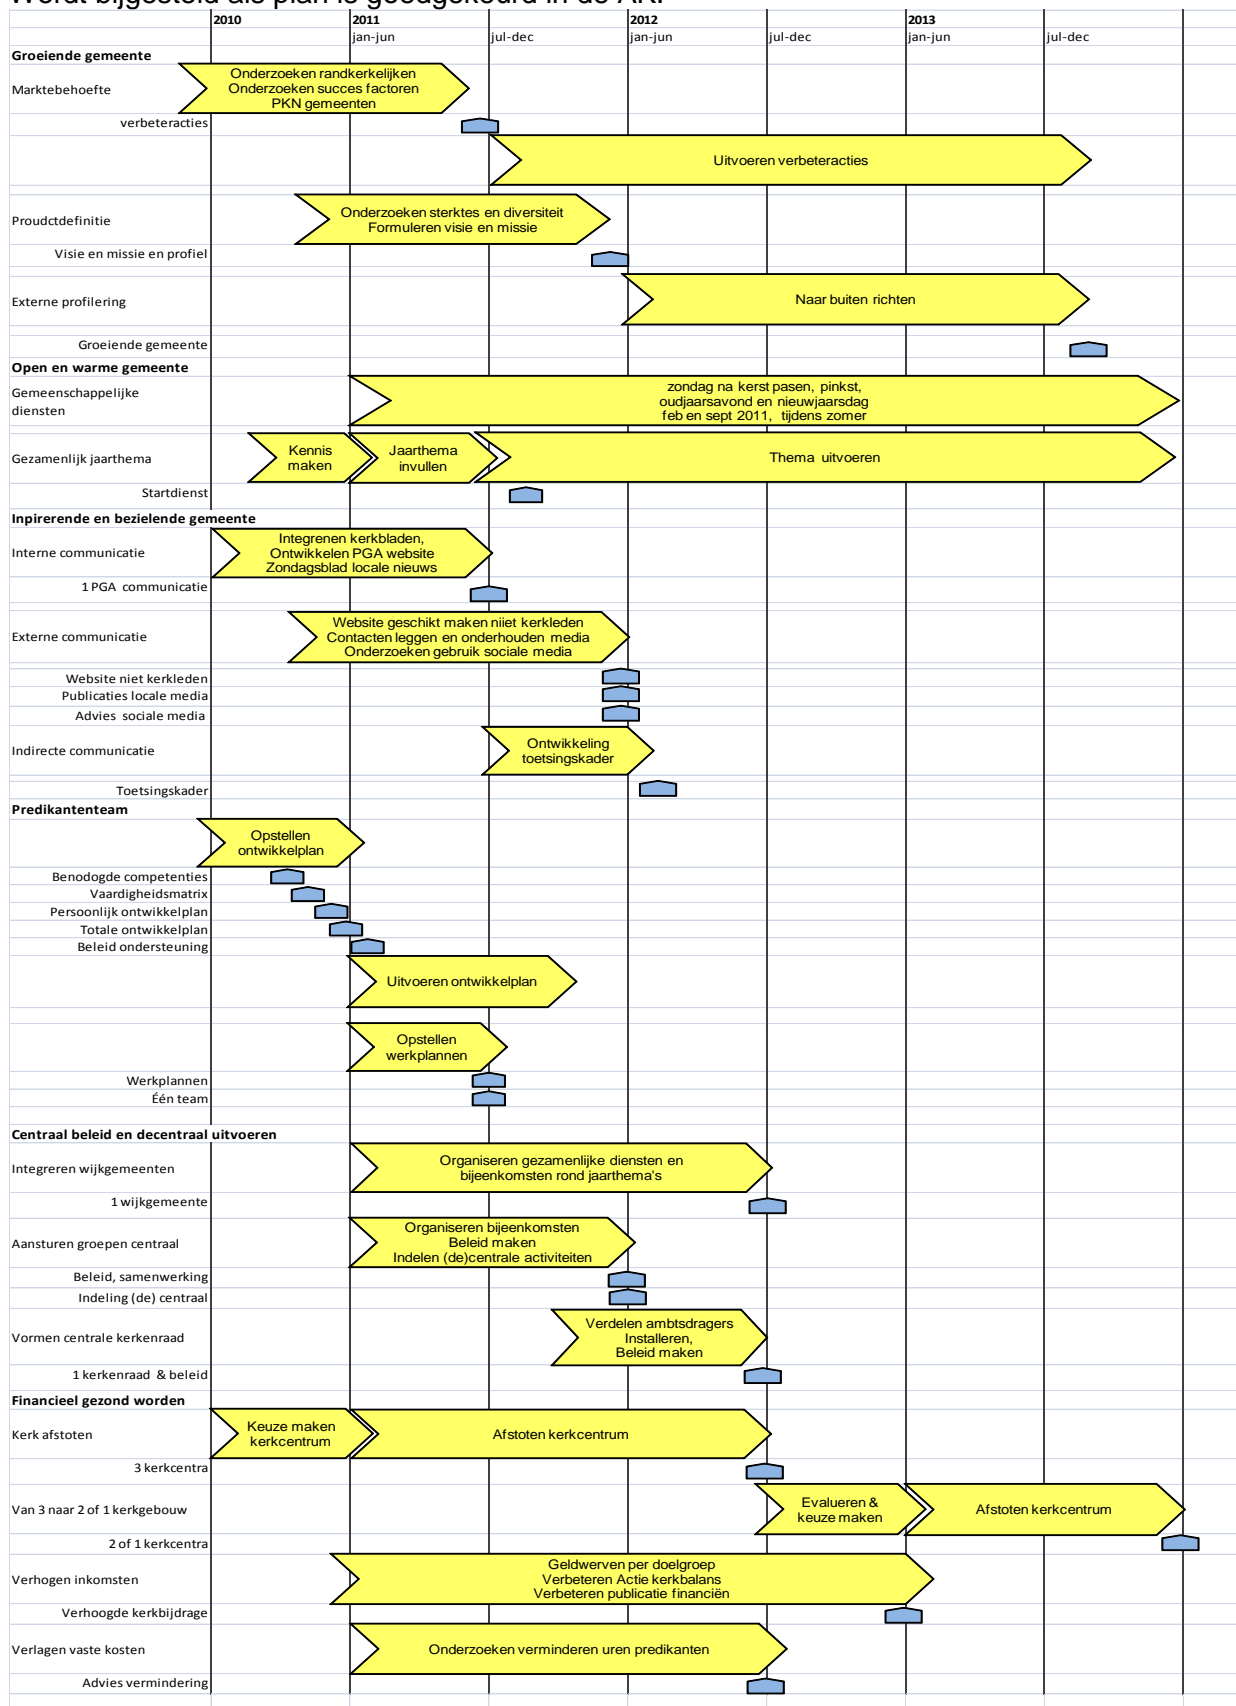 Wordt bijgesteld als plan is goedgekeurd in de AK.
2010 2011 2012 2013
jan-jun jul-dec jan-jun jul-dec jan-jun jul-dec
Groeiende gemeente
Marktebehoefte
Onderzoeken randkerkelijken
Onderzoeken succes factoren
PKN gemeenten
verbeteracties
Uitvoeren verbeteracties
Proudctdefinitie
Onderzoeken sterktes en diversiteit
Formuleren visie en missie
Visie en missie en profiel
Externe profilering
Naar buiten richten
Groeiende gemeente
Open en warme gemeente
Gemeenschappelijke
diensten
zondag na kerst pasen, pinkst,
oudjaarsavond en nieuwjaarsdag
feb en sept 2011, tijdens zomer
Gezamenlijk jaarthema
Kennis
maken
Jaarthema
invullen
Thema uitvoeren
Startdienst
Inpirerende en bezielende gemeente
Interne communicatie
Integrenen kerkbladen,
Ontwikkelen PGA website
Zondagsblad locale nieuws
1 PGA communicatie
Externe communicatie
Website geschikt maken niiet kerkleden
Contacten leggen en onderhouden media
Onderzoeken gebruik sociale media
Website niet kerkleden
Publicaties locale media
Advies sociale media
Indirecte communicatie
Ontwikkeling
toetsingskader
Toetsingskader
Predikantenteam
Opstellen
ontwikkelplan
Benodogde competenties
Vaardigheidsmatrix
Persoonlijk ontwikkelplan
Totale ontwikkelplan
Beleid ondersteuning
Uitvoeren ontwikkelplan
Opstellen
werkplannen
Werkplannen
Één team
Centraal beleid en decentraal uitvoeren
Integreren wijkgemeenten
Organiseren gezamenlijke diensten en
bijeenkomsten rond jaarthema's
1 wijkgemeente
Aansturen groepen centraal
Organiseren bijeenkomsten
Beleid maken
Indelen (de)centrale activiteiten
Beleid, samenwerking
Indeling (de) centraal
Vormen centrale kerkenraad
Verdelen ambtsdragers
Installeren,
Beleid maken
1 kerkenraad & beleid
Financieel gezond worden
Kerk afstoten
Keuze maken
kerkcentrum
Afstoten kerkcentrum
3 kerkcentra
Van 3 naar 2 of 1 kerkgebouw
Evalueren &
keuze maken
Afstoten kerkcentrum
2 of 1 kerkcentra
Verhogen inkomsten
Geldwerven per doelgroep
Verbeteren Actie kerkbalans
Verbeteren publicatie financiën
Verhoogde kerkbijdrage
Verlagen vaste kosten
Onderzoeken verminderen uren predikanten
Advies vermindering